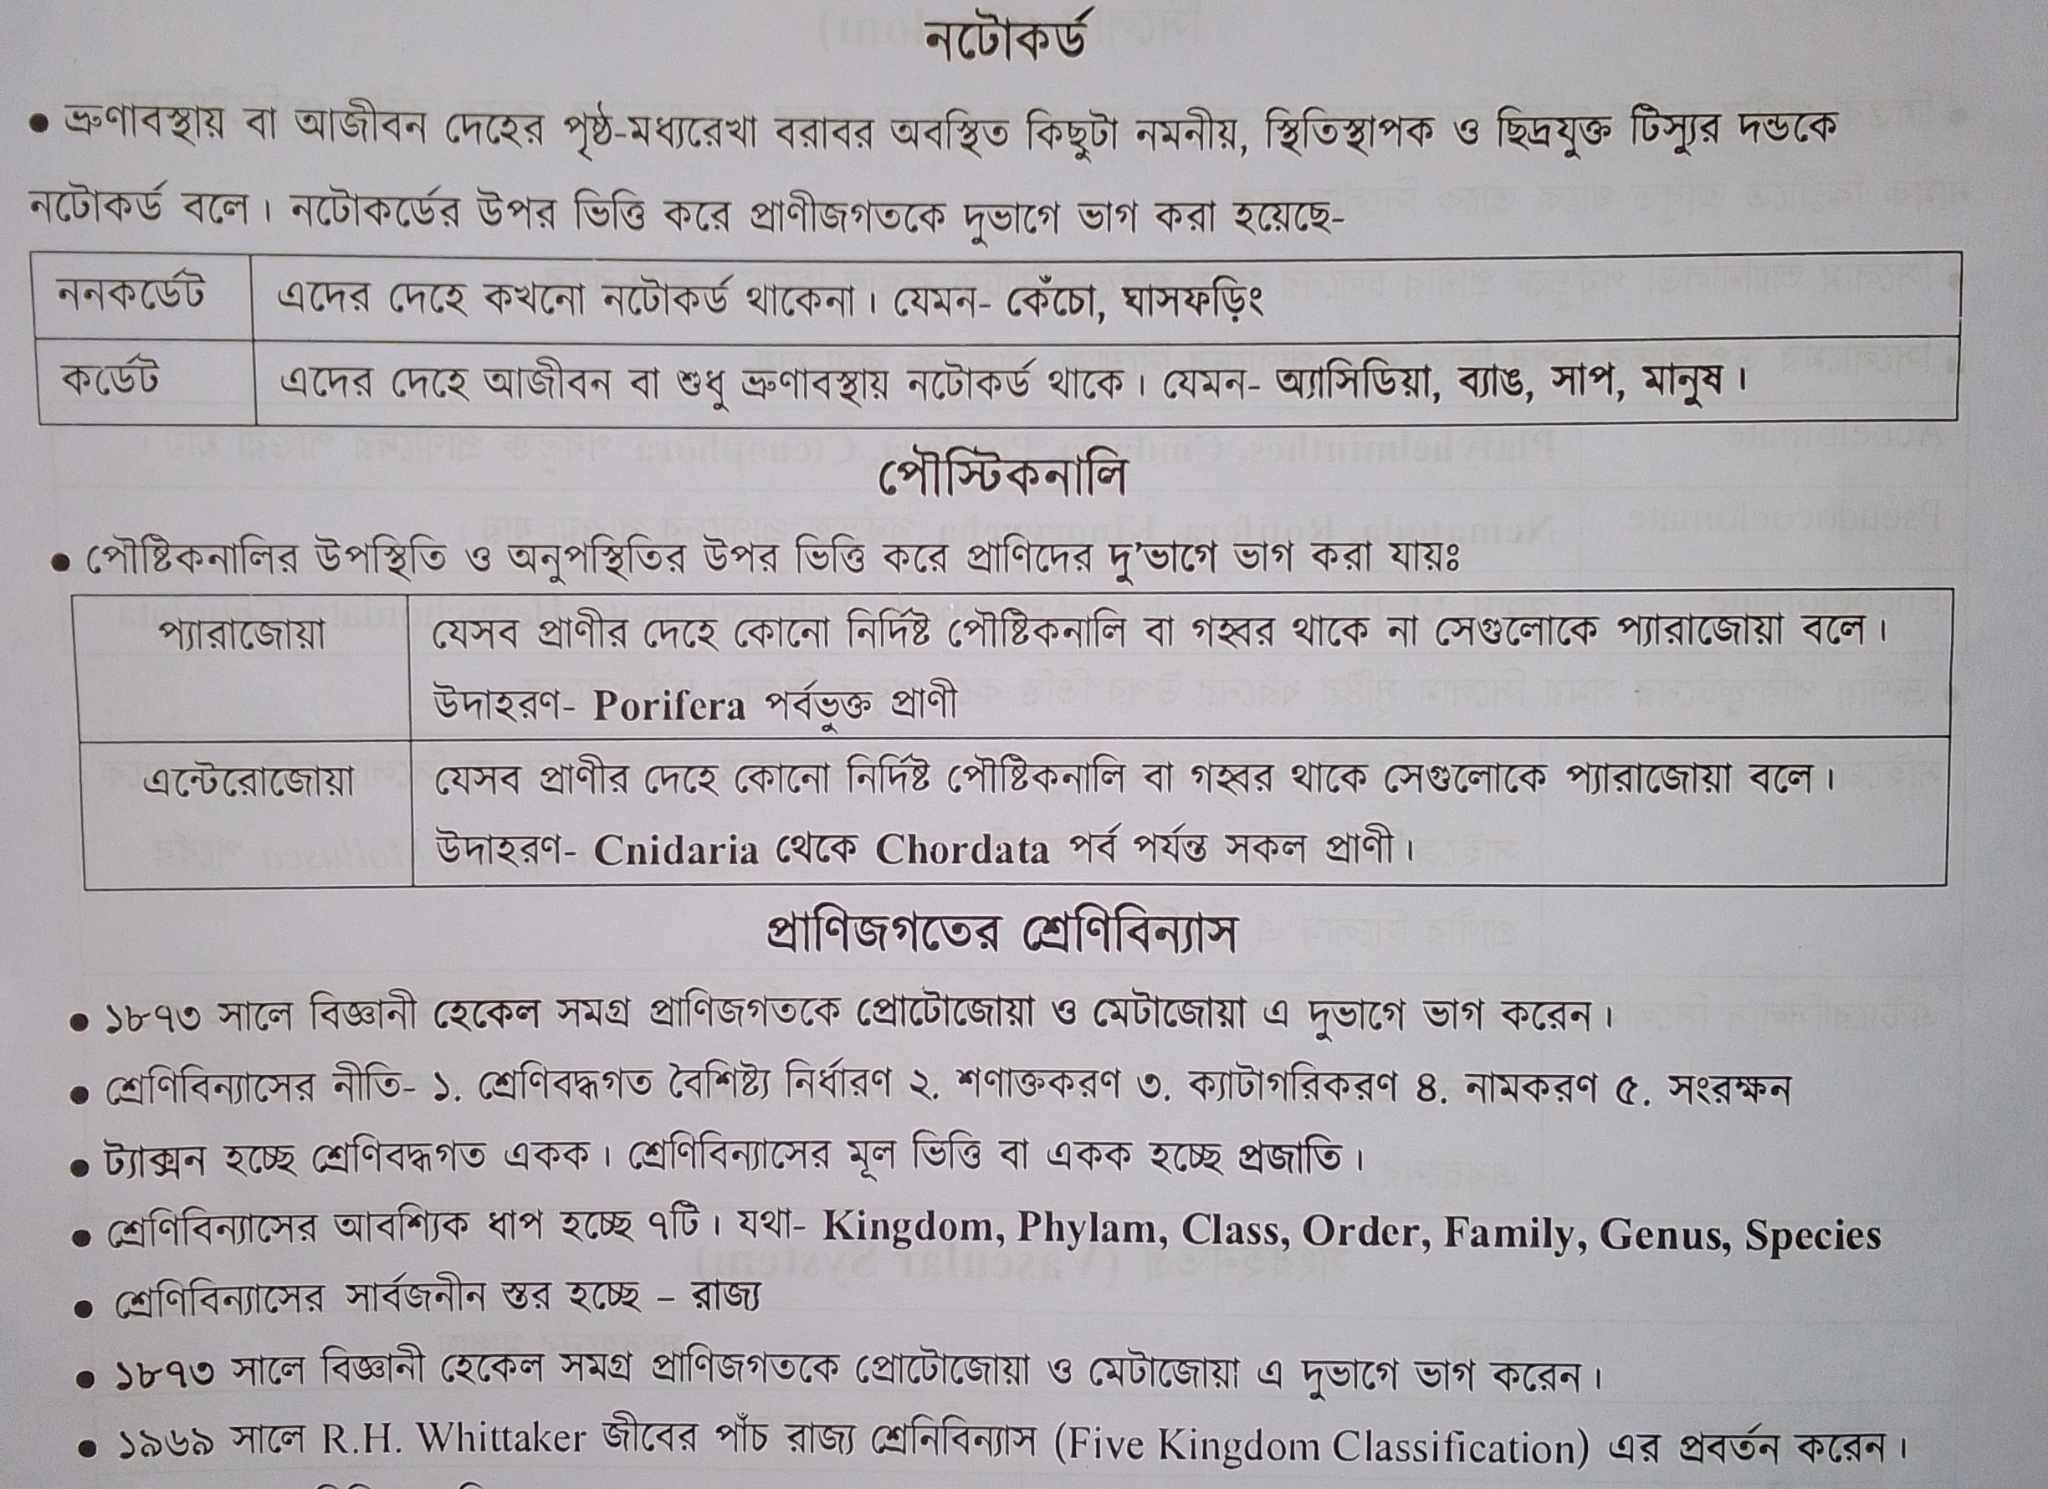 নটোকর্ড
• ভ্রুণাবস্থায় বা আজীবন দেহের পৃষ্ঠ-মধ্যরেখা বরাবর অবস্থিত কিছুটা নমনীয়, স্থিতিস্থাপক ও ছিদ্রযুক্ত টিস্যুর দন্ডকে
নটোকর্ড বলে। নটোকর্ডের উপর ভিত্তি করে প্রাণীজগতকে দুভাগে ভাগ করা হয়েছে-
ননকর্ডেট এদের দেহে কখনো নটোকর্ড থাকেনা। যেমন- কেঁচো, ঘাসফড়িং
কর্ডেট এদের দেহে আজীবন বা শুধু ভ্রুণাবস্থায় নটোকর্ড থাকে। যেমন- অ্যাসিডিয়া, ব্যাঙ, সাপ, মানুষ।
পৌস্টিকনালি
• পৌষ্টিকনালির উপস্থিতি ও অনুপস্থিতির উপর ভিত্তি করে প্রাণিদের দু’ভাগে ভাগ করা যায়ঃ
প্যারাজোয়া যেসব প্রাণীর দেহে কোনো নির্দিষ্ট পৌষ্টিকনালি বা গহ্বর থাকে না সেগুলোকে প্যারাজোয়া বলে।
উদাহরণ- Porifera পর্বভুক্ত প্রাণী
এন্টেরোজোয়া যেসব প্রাণীর দেহে কোনো নির্দিষ্ট পৌষ্টিকনালি বা গহ্বর থাকে সেগুলোকে প্যারাজোয়া বলে।
উদাহরণ- Cnidaria থেকে Chordata পর্ব পর্যন্ত সকল প্রাণী।
প্রাণিজগতের শ্রেণিবিন্যাস
• ১৮৭৩ সালে বিজ্ঞানী হেকেল সমগ্র প্রাণিজগতকে প্রোটোজোয়া ও মেটাজোয়া এ দুভাগে ভাগ করেন।
• শ্রেণিবিন্যাসের নীতি- ১. শ্রেণিবদ্ধগত বৈশিষ্ট্যে নির্ধারণ ২. শণাক্তকরণ ৩. ক্যাটাগরিকরণ ৪. নামকরণ ৫. সংরক্ষন
• ট্যাক্সন হচ্ছে শ্রেণিবদ্ধগত একক। শ্রেণিবিন্যাসের মূল ভিত্তি বা একক হচ্ছে প্রজাতি।
• শ্রেণিবিন্যাসের আবশ্যিক ধাপ হচ্ছে ৭টি। যথা- Kingdom, Phylam, Class, Order, Family, Genus, Species
• শ্রেণিবিন্যাসের সার্বজনীন স্তর হচ্ছে – রাজ্য
• ১৮৭৩ সালে বিজ্ঞানী হেকেল সমগ্র প্রাণিজগতকে প্রোটোজোয়া ও মেটাজোয়া এ দুভাগে ভাগ করেন।
• ১৯৬৯ সালে R.H. Whittaker জীবের পাঁচ রাজ্য শ্রেনিবিন্যাস (Five Kingdom Classification) এর প্রবর্তন করেন।